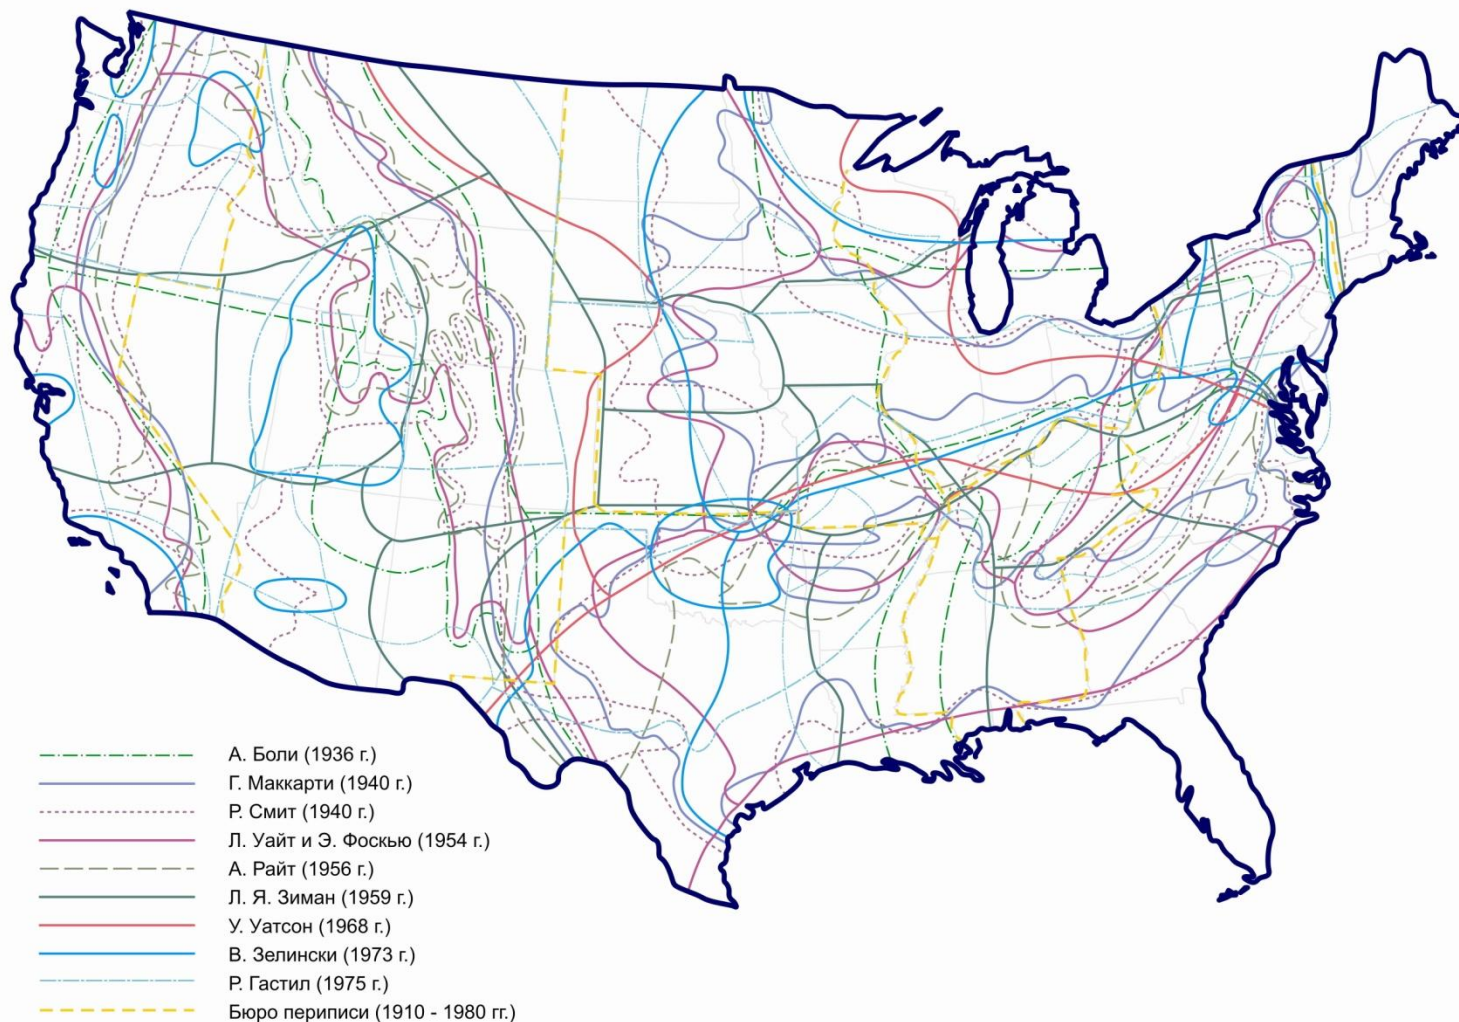 А. Боли (1936 г.)
Г. Маккарти (1940 г.)
Р. Смит (1940 г.)
Л. Уайт и Э. Фоскью (1954 г.)
А. Райт (1956 г.)
Л. Я. Зиман (1959 г.)
У. Уатсон (1968 г.)
В. Зелински (1973 г.)
Р. Гастил (1975 г.)
Бюро периписи (1910 - 1980 гг.)